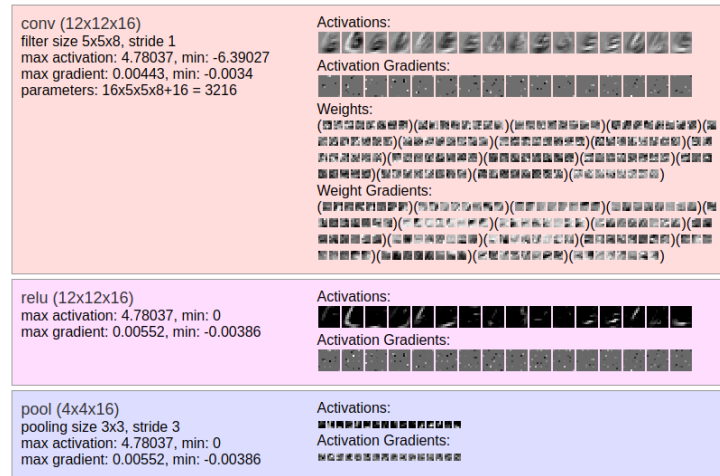 conv (12x12x16)
filter size 5x5x8, stride 1
max activation: 4.78037, min: -6.39027
max gradient: 0.00443, min: -0.0034
parameters: 16x5x5x8+16 = 3216
Activations:
Activation Gradients:
Weights:
Weight Gradients:
relu (12x12x16)
max activation: 4.78037, min: 0
max gradient: 0.00552, min: -0.00386
Activations:
Activation Gradients:
pool (4x4x16)
pooling size 3x3, stride 3
max activation: 4.78037, min: 0
max gradient: 0.00552, min: -0.00386
Activations:
Activation Gradients: